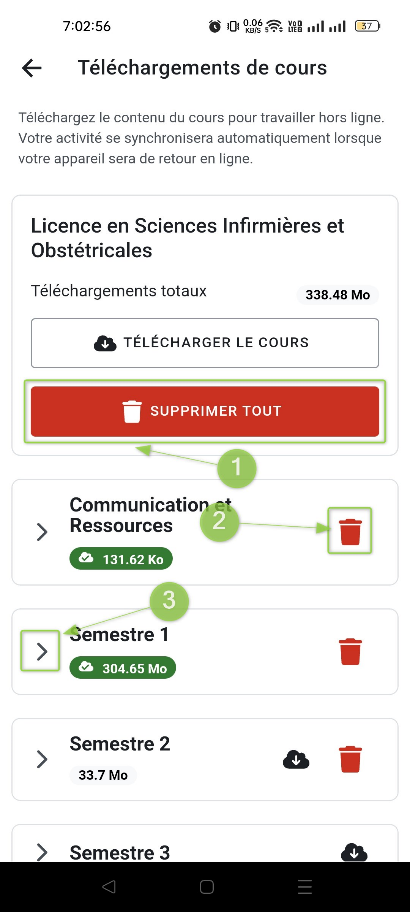 7:02:56
0.06
KB/S
Vo)
LTE
37
Téléchargements de cours
Téléchargez le contenu du cours pour travailler hors ligne.
Votre activité se synchronisera automatiquement lorsque
votre appareil sera de retour en ligne.
Licence en Sciences Infirmières et
Obstétricales
Téléchargements totaux
338.48 Mo
TÉLÉCHARGER LE COURS
SUPPRIMER TOUT
1
Communication et
Ressources
2
131.62 Ko
3
Semestre 1
304.65 Mo
Semestre 2
33.7 Mo
Semestre 3